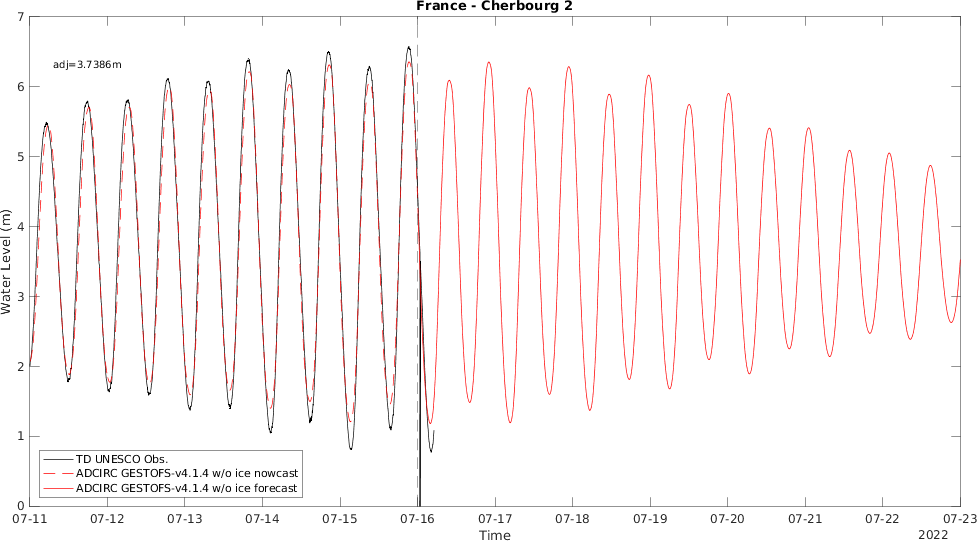 France - Cherbourg 2
adj=3.7386m
Water Level (m)
7
6
5
4
3
2
1
0
TD UNESCO Obs.
ADCIRC GESTOFS-v4.1.4 w/o ice nowcast
ADCIRC GESTOFS-v4.1.4 w/o ice forecast
07-11 07-12 07-13 07-14 07-15 07-16 07-17 07-18 07-19 07-20 07-21 07-22 07-23
Time
2022